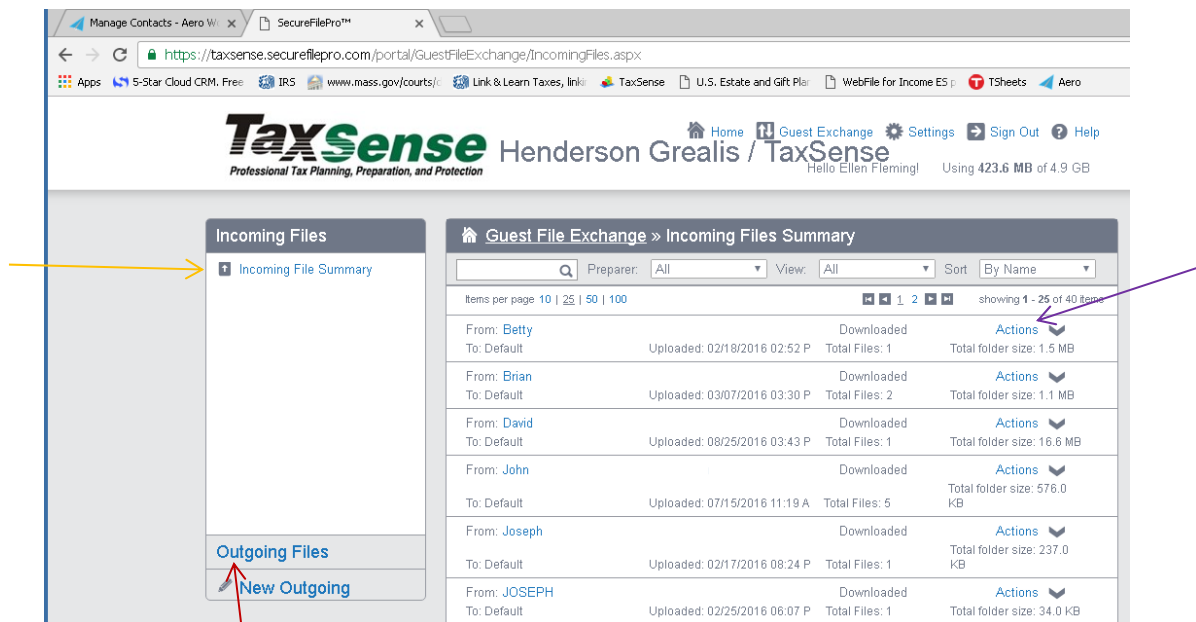 Manage Contacts - Aero W
SecureFilePro™
https://taxsense.securefilepro.com/portal/GuestFileExchange/IncomingFiles.aspx
Apps 5-Star Cloud CRM. Free IRS www.mass.gov/courts/c Link & Learn Taxes, linkin TaxSense U.S. Estate and Gift Plan WebFile for Income ES p TSheets Aero
TaxSense
Professional Tax Planning, Preparation, and Protection
Henderson Grealis / TaxSense
Home Guest Exchange Settings Sign Out Help
Hello Ellen Fleming! Using 423.6 MB of 4.9 GB
Incoming Files
Incoming File Summary
Outgoing Files
New Outgoing
Guest File Exchange » Incoming Files Summary
Preparer: All View: All Sort By Name
Items per page 10 | 25 | 50 | 100 1 2 showing 1 - 25 of 40 items
From: Betty Downloaded Actions
To: Default Uploaded: 02/18/2016 02:52 P Total Files: 1 Total folder size: 1.5 MB
From: Brian Downloaded Actions
To: Default Uploaded: 03/07/2016 03:30 P Total Files: 2 Total folder size: 1.1 MB
From: David Downloaded Actions
To: Default Uploaded: 08/25/2016 03:43 P Total Files: 1 Total folder size: 16.6 MB
From: John Downloaded Actions
Total folder size: 576.0
To: Default Uploaded: 07/15/2016 11:19 A Total Files: 5 KB
From: Joseph Downloaded Actions
Total folder size: 237.0
To: Default Uploaded: 02/17/2016 08:24 P Total Files: 1 KB
From: JOSEPH Downloaded Actions
To: Default Uploaded: 02/25/2016 06:07 P Total Files: 1 Total folder size: 34.0 KB